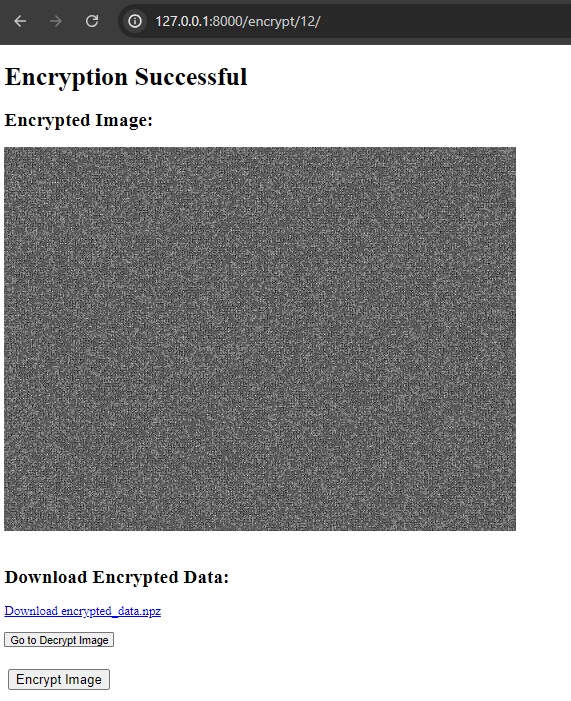 127.0.0.1:8000/encrypt/12/
Encryption Successful
Encrypted Image:
Download Encrypted Data:
Download encrypted_data.npz
Go to Decrypt Image
Encrypt Image